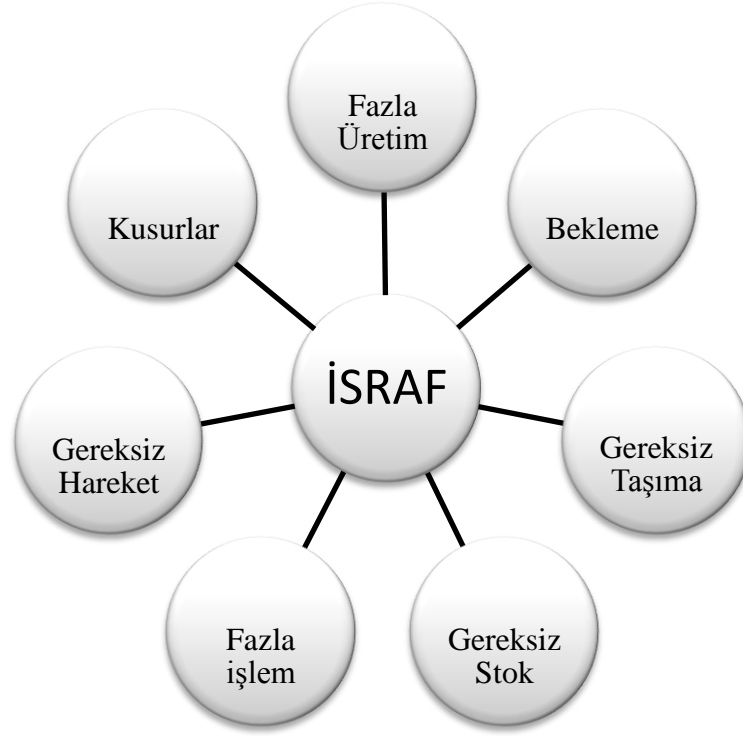 Fazla
Üretim
Bekleme
Gereksiz
Taşıma
Gereksiz
Stok
Fazla
işlem
Gereksiz
Hareket
Kusurlar
İSRAF